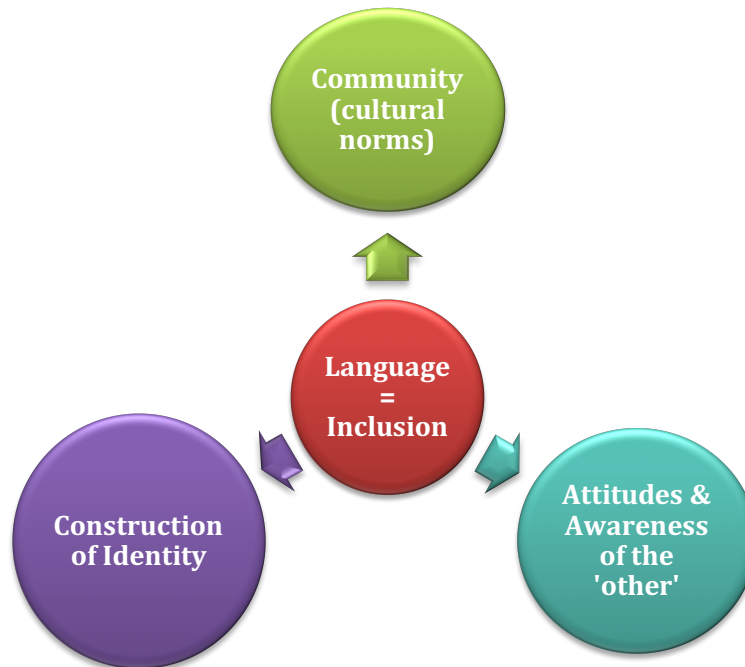 Community
(cultural
norms)
Language
=
Inclusion
Construction
of Identity
Attitudes &
Awareness
of the
'other'